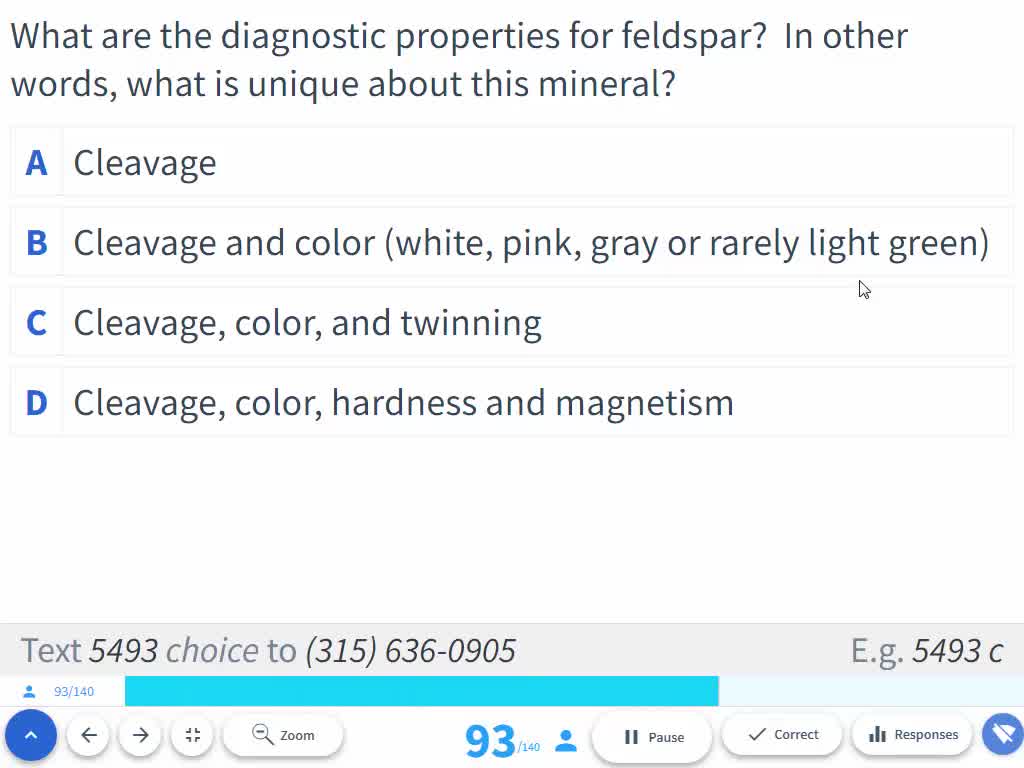 What are the diagnostic properties for feldspar? In other
words, what is unique about this mineral?
A Cleavage
B Cleavage and color (white, pink, gray or rarely light green)
C Cleavage, color, and twinning
D Cleavage, color, hardness and magnetism
Text 5493 choice to (315) 636-0905 E.g. 5493 c
93/140
Zoom 93/140 Pause Correct Responses